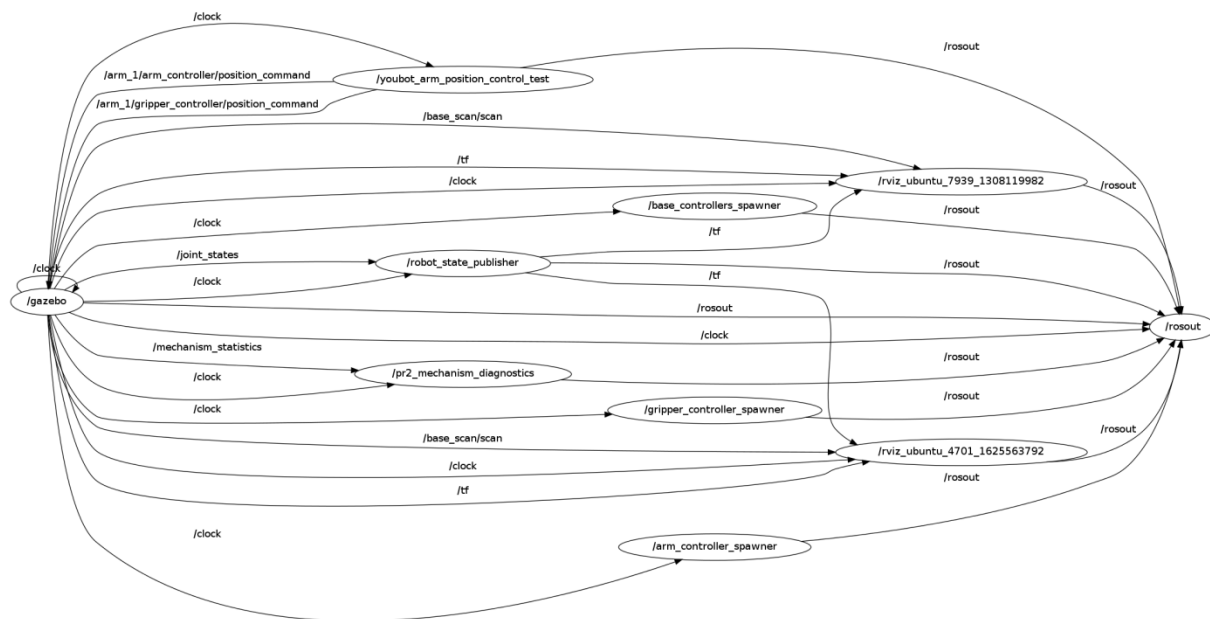 /clock
/rosout
/arm_1/arm_controller/position_command
/youbot_arm_position_control_test
/arm_1/gripper_controller/position_command
/base_scan/scan
/tf
/clock
/rviz_ubuntu_7939_1308119982
/rosout
/base_controllers_spawner
/rosout
/clock
/tf
/joint_states
/robot_state_publisher
/rosout
/clock
/tf
/clock
/gazebo
/rosout
/clock
/rosout
/mechanism_statistics
/rosout
/pr2_mechanism_diagnostics
/clock
/rosout
/clock
/gripper_controller_spawner
/rosout
/base_scan/scan
/rviz_ubuntu_4701_1625563792
/clock
/rosout
/tf
/clock
/arm_controller_spawner